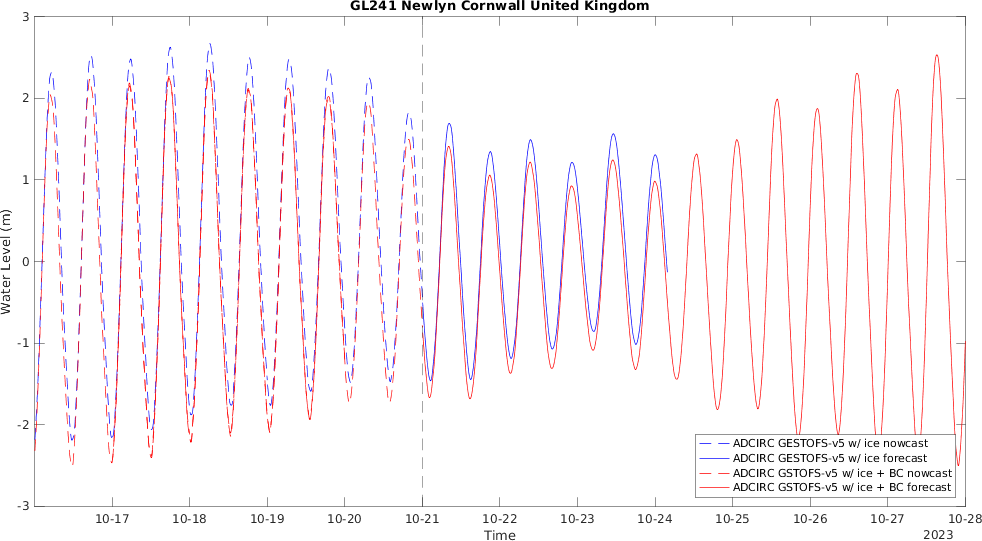 GL241 Newlyn Cornwall United Kingdom
3
2
1
0
-1
-2
-3
Water Level (m)
10-17
10-18
10-19
10-20
10-21
10-22
10-23
10-24
10-25
10-26
10-27
10-28
Time
2023
ADCIRC GESTOFS-v5 w/ ice nowcast
ADCIRC GESTOFS-v5 w/ ice forecast
ADCIRC GSTOFS-v5 w/ ice + BC nowcast
ADCIRC GSTOFS-v5 w/ ice + BC forecast